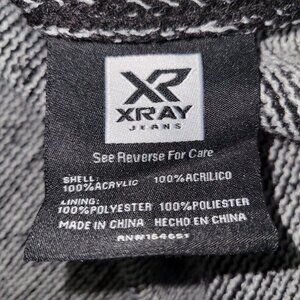 XR
XRAY
JEANS
See Reverse For Care
SHELL:
100%ACRYLIC 100%ACRILICO
LINING:
100%POLYESTER 100%POLIESTER
MADE IN CHINA HECHO EN CHINA